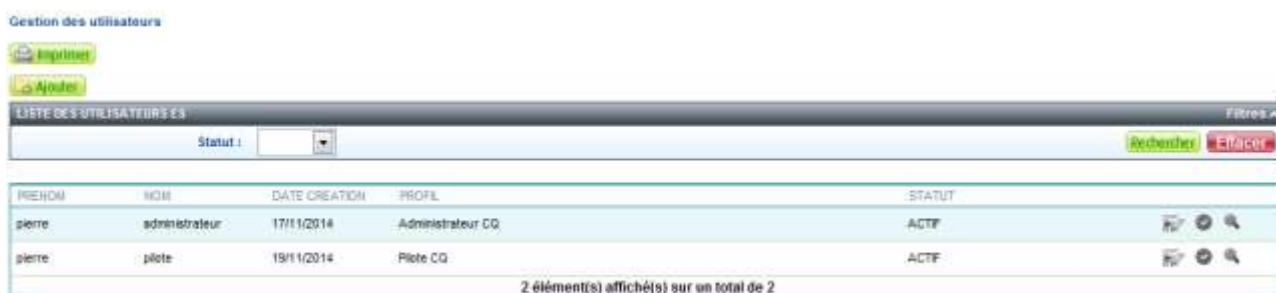 Gestion des utilisateurs
Imprimer
Ajouter
LISTE DES UTILISATEURS ES Filtres
Statut : Rechercher Effacer
PRENOM NOM DATE CREATION PROFIL STATUT
pierre administrateur 17/11/2014 Administrateur CQ ACTIF
pierre pilote 19/11/2014 Pilote CQ ACTIF
2 élément(s) affiché(s) sur un total de 2